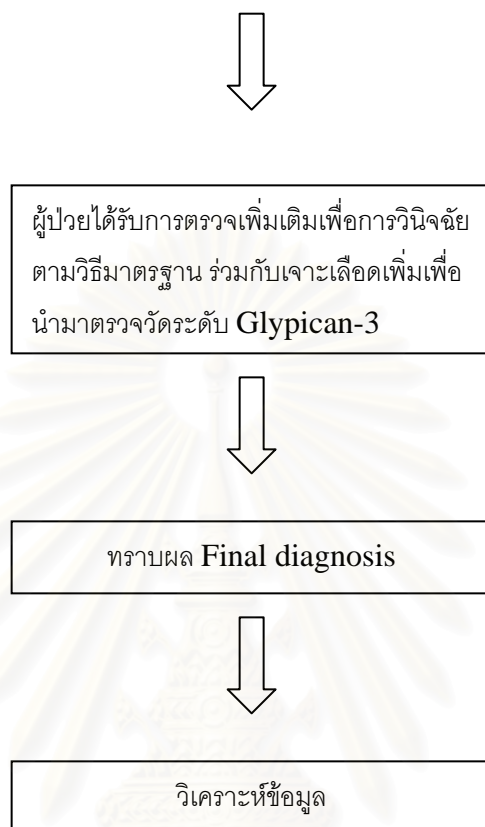 ผู้ป่วยได้รับการตรวจเพิ่มเติมเพื่อการวินิจฉัย
ตามวิธีมาตรฐาน ร่วมกับเจาะเลือดเพิ่มเพื่อ
นำมาตรวจวัดระดับ Glypican-3
ทราบผล Final diagnosis
วิเคราะห์ข้อมูล